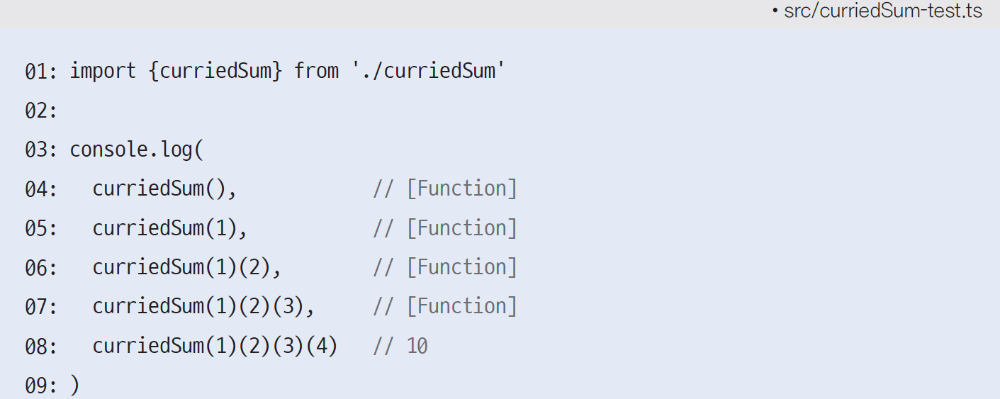 • src/curriedSum-test.ts
01: import {curriedSum} from './curriedSum'
02:
03: console.log(
04:   curriedSum(),            // [Function]
05:   curriedSum(1),           // [Function]
06:   curriedSum(1)(2),        // [Function]
07:   curriedSum(1)(2)(3),     // [Function]
08:   curriedSum(1)(2)(3)(4)   // 10
09: )